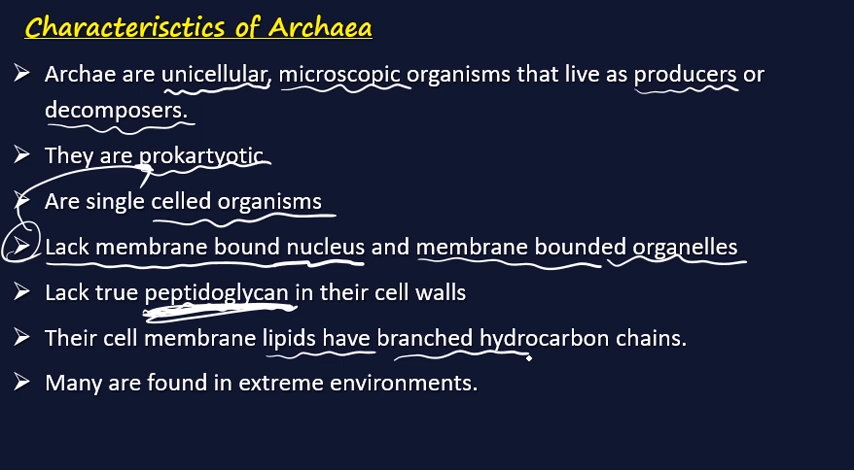 Characterisctics of Archaea
➢ Archae are unicellular, microscopic organisms that live as producers or
decomposers.
➢ They are prokartyotic
➢ Are single celled organisms
➢ Lack membrane bound nucleus and membrane bounded organelles
➢ Lack true peptidoglycan in their cell walls
➢ Their cell membrane lipids have branched hydrocarbon chains.
➢ Many are found in extreme environments.